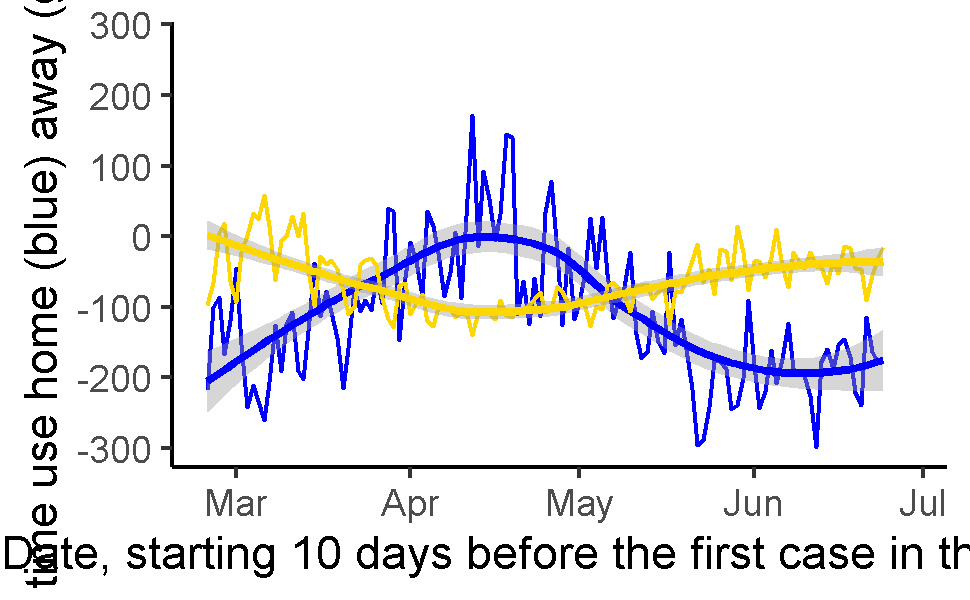 time use home (blue) away (
300
200
100
0
-100
-200
-300
Mar Apr May Jun Jul
Date, starting 10 days before the first case in th